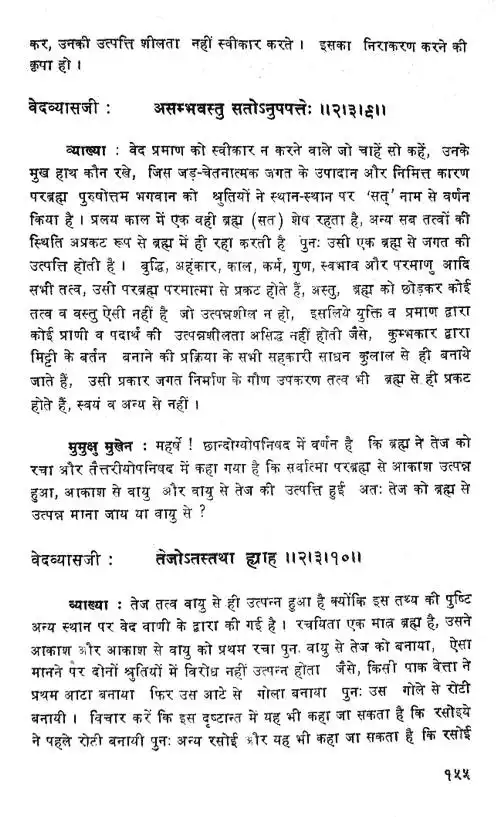 कर, उनकी उत्पत्ति शीलता नहीं स्वीकार करते । इसका निराकरण करने की
कृपा हो ।
वेदव्यासजी : असम्भवस्तु सतोऽनुपपत्तेः ॥२।३।९॥
व्याख्या : वेद प्रमाण को स्वीकार न करने वाले जो चाहें सो कहें, उनके
मुख हाथ कौन रखे, जिस जड़-चेतनात्मक जगत के उपादान और निमित्त कारण
परब्रह्म पुरुषोत्तम भगवान को श्रुतियों ने स्थान-स्थान पर 'सत्' नाम से वर्णन
किया है । प्रलय काल में एक वही ब्रह्म (सत) शेष रहता है, अन्य सब तत्वों की
स्थिति अप्रकट रूप से ब्रह्म में ही रहा करती है पुनः उसी एक ब्रह्म से जगत की
उत्पत्ति होती है । बुद्धि, अहंकार, काल, कर्म, गुण, स्वभाव और परमाणु आदि
सभी तत्व, उसी परब्रह्म परमात्मा से प्रकट होते हैं, अस्तु, ब्रह्म को छोड़कर कोई
तत्व व वस्तु ऐसी नहीं है जो उत्पन्नशील न हो, इसलिये युक्ति व प्रमाण द्वारा
कोई प्राणी व पदार्थ की उत्पन्नशीलता असिद्ध नहीं होती जैसे, कुम्भकार द्वारा
मिट्टी के बर्तन बनाने की प्रक्रिया के सभी सहकारी साधन कुलाल से ही बनाये
जाते हैं, उसी प्रकार जगत निर्माण के गौण उपकरण तत्व भी ब्रह्म से ही प्रकट
होते हैं, स्वयं व अन्य से नहीं ।
मुमुक्षु मुखेन : महर्षे ! छान्दोग्योपनिषद में वर्णन है कि ब्रह्म ने तेज को
रचा और तैत्तरीयोपनिषद में कहा गया है कि सर्वात्मा परब्रह्म से आकाश उत्पन्न
हुआ, आकाश से वायु और वायु से तेज की उत्पत्ति हुई अतः तेज को ब्रह्म से
उत्पन्न माना जाय या वायु से ?
वेदव्यासजी : तेजोऽतस्तथा ह्याह ॥२।३।१०॥
व्याख्या : तेज तत्व वायु से ही उत्पन्न हुआ है क्योंकि इस तथ्य की पुष्टि
अन्य स्थान पर वेद वाणी के द्वारा की गई है । रचयिता एक मात्र ब्रह्म है, उसने
आकाश और आकाश से वायु को प्रथम रचा पुनः वायु से तेज को बनाया, ऐसा
मानने पर दोनों श्रुतियों में विरोध नहीं उत्पन्न होता जैसे, किसी पाक वेत्ता ने
प्रथम आटा बनाया फिर उस आटे से गोला बनाया पुनः उस गोले से रोटी
बनायी । विचार करें कि इस दृष्टान्त में यह भी कहा जा सकता है कि रसोइये
ने पहले रोटी बनायी पुनः अन्य रसोई और यह भी कहा जा सकता है कि रसोई
१५५